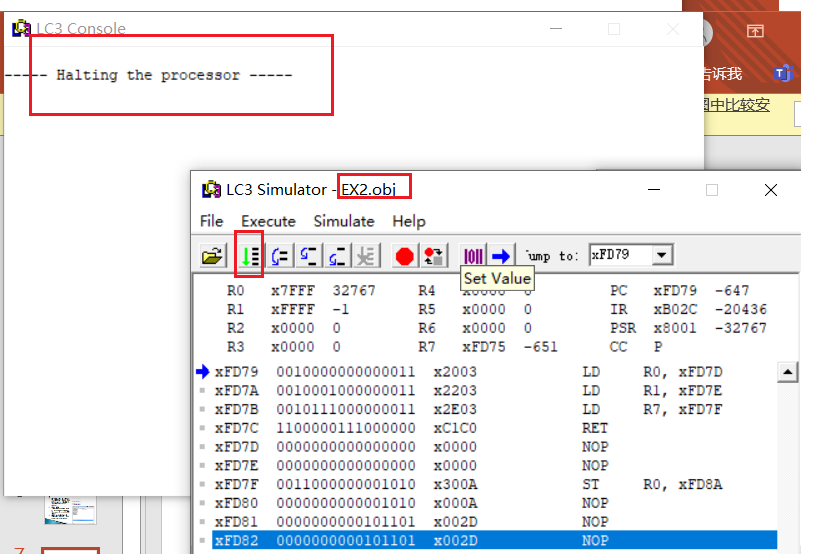 LC3 Console
告诉我
----- Halting the processor -----
图中比较安
LC3 Simulator - EX2.obj
File Execute Simulate Help
Jump to: xFD79
Set Value
R0 x7FFF 32767 R4 x0000 0 PC xFD79 -647
R1 xFFFF -1 R5 x0000 0 IR xB02C -20436
R2 x0000 0 R6 x0000 0 PSR x8001 -32767
R3 x0000 0 R7 xFD75 -651 CC P
xFD79 0010000000000011 x2003 LD R0, xFD7D
xFD7A 0010001000000011 x2203 LD R1, xFD7E
xFD7B 0010111000000011 x2E03 LD R7, xFD7F
xFD7C 1100000111000000 xC1C0 RET
xFD7D 0000000000000000 x0000 NOP
xFD7E 0000000000000000 x0000 NOP
xFD7F 0011000000001010 x300A ST R0, xFD8A
xFD80 0000000000001010 x000A NOP
xFD81 0000000000101101 x002D NOP
xFD82 0000000000101101 x002D NOP
7